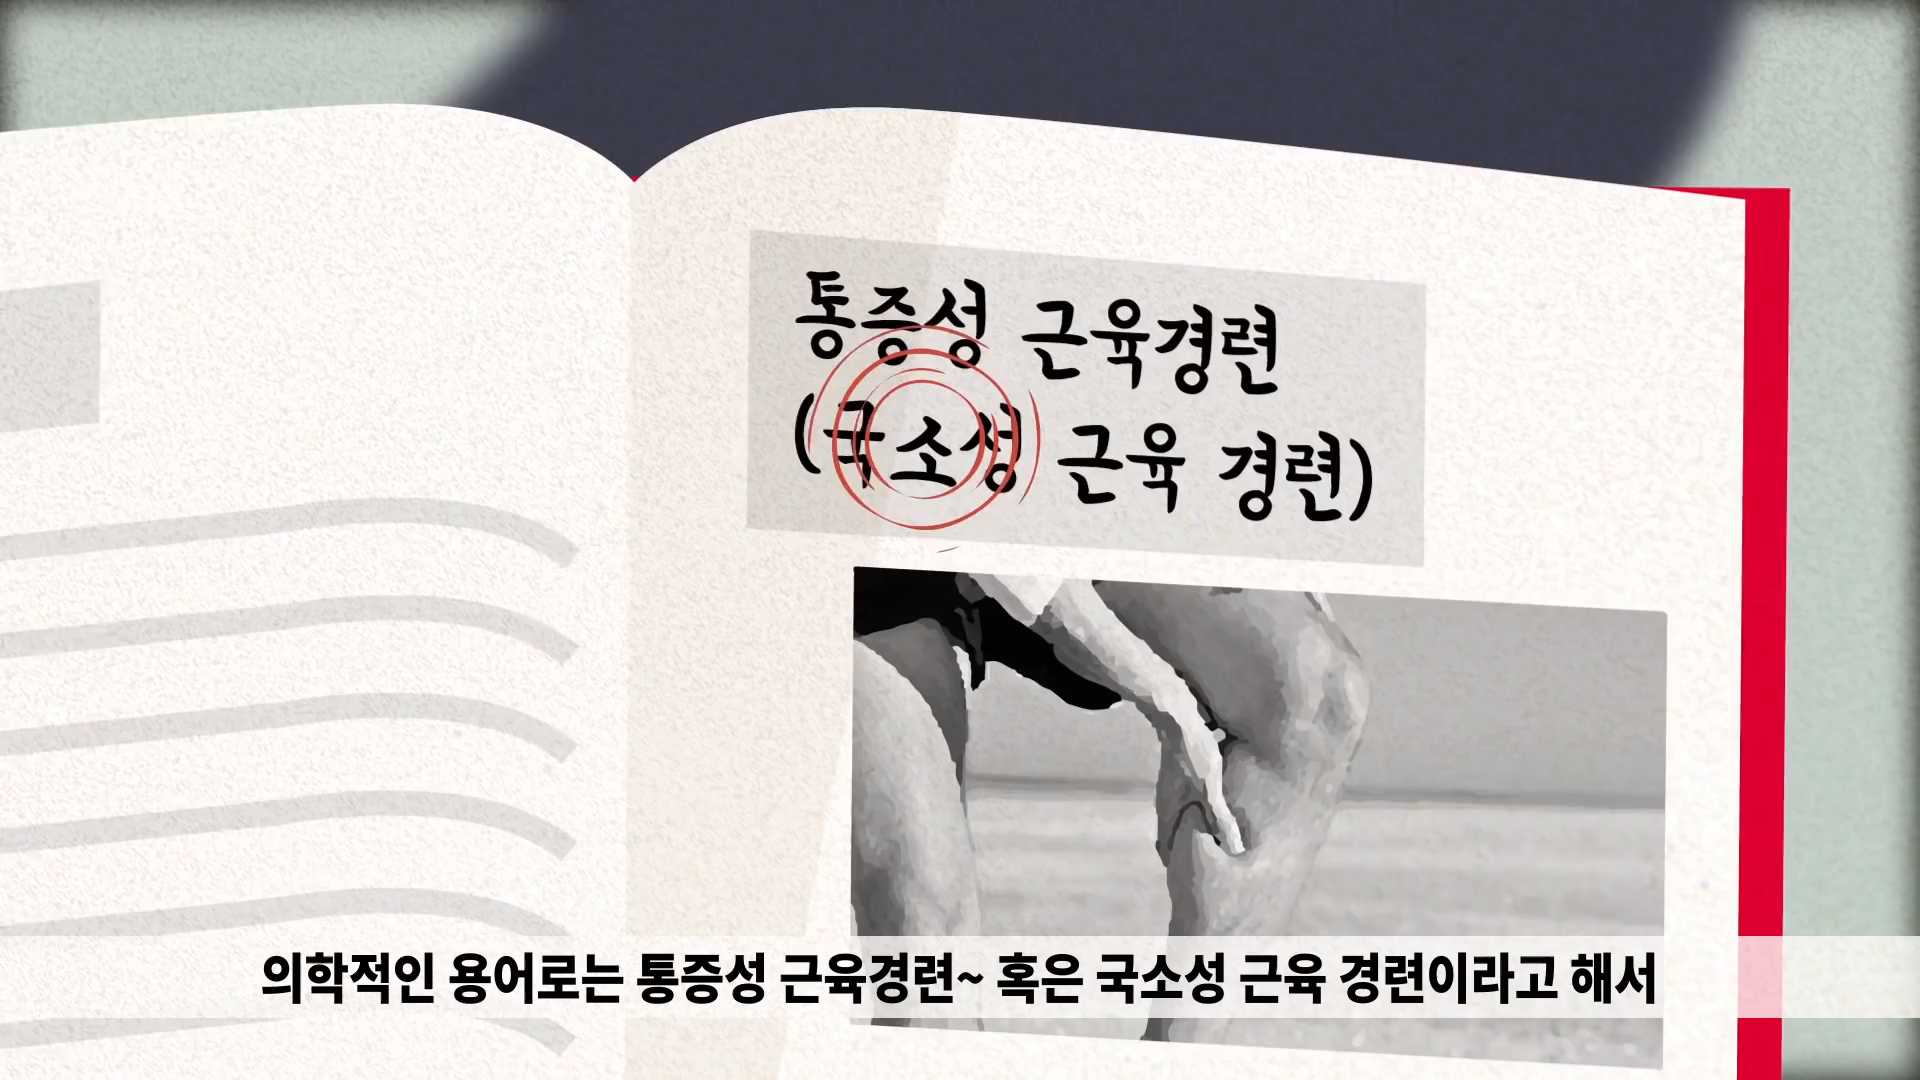 통증성 근육경련
(국소성 근육 경련)
의학적인 용어로는 통증성 근육경련~ 혹은 국소성 근육 경련이라고 해서